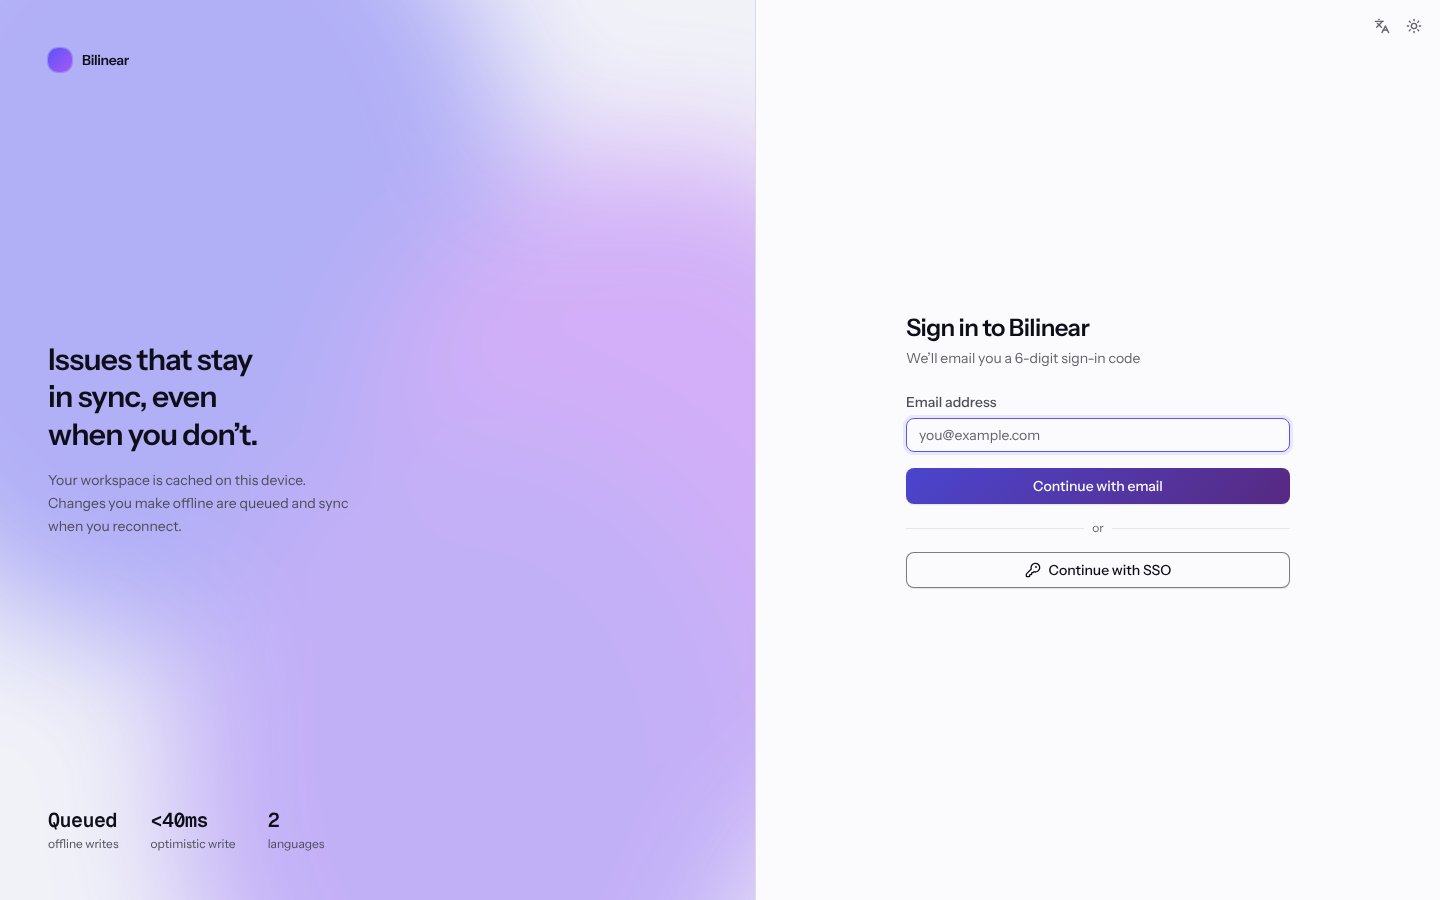 Bilinear
Issues that stay
in sync, even
when you don’t.
Your workspace is cached on this device.
Changes you make offline are queued and sync
when you reconnect.
Queued
offline writes
<40ms
optimistic write
2
languages
Sign in to Bilinear
We’ll email you a 6-digit sign-in code
Email address
you@example.com
Continue with email
or
Continue with SSO